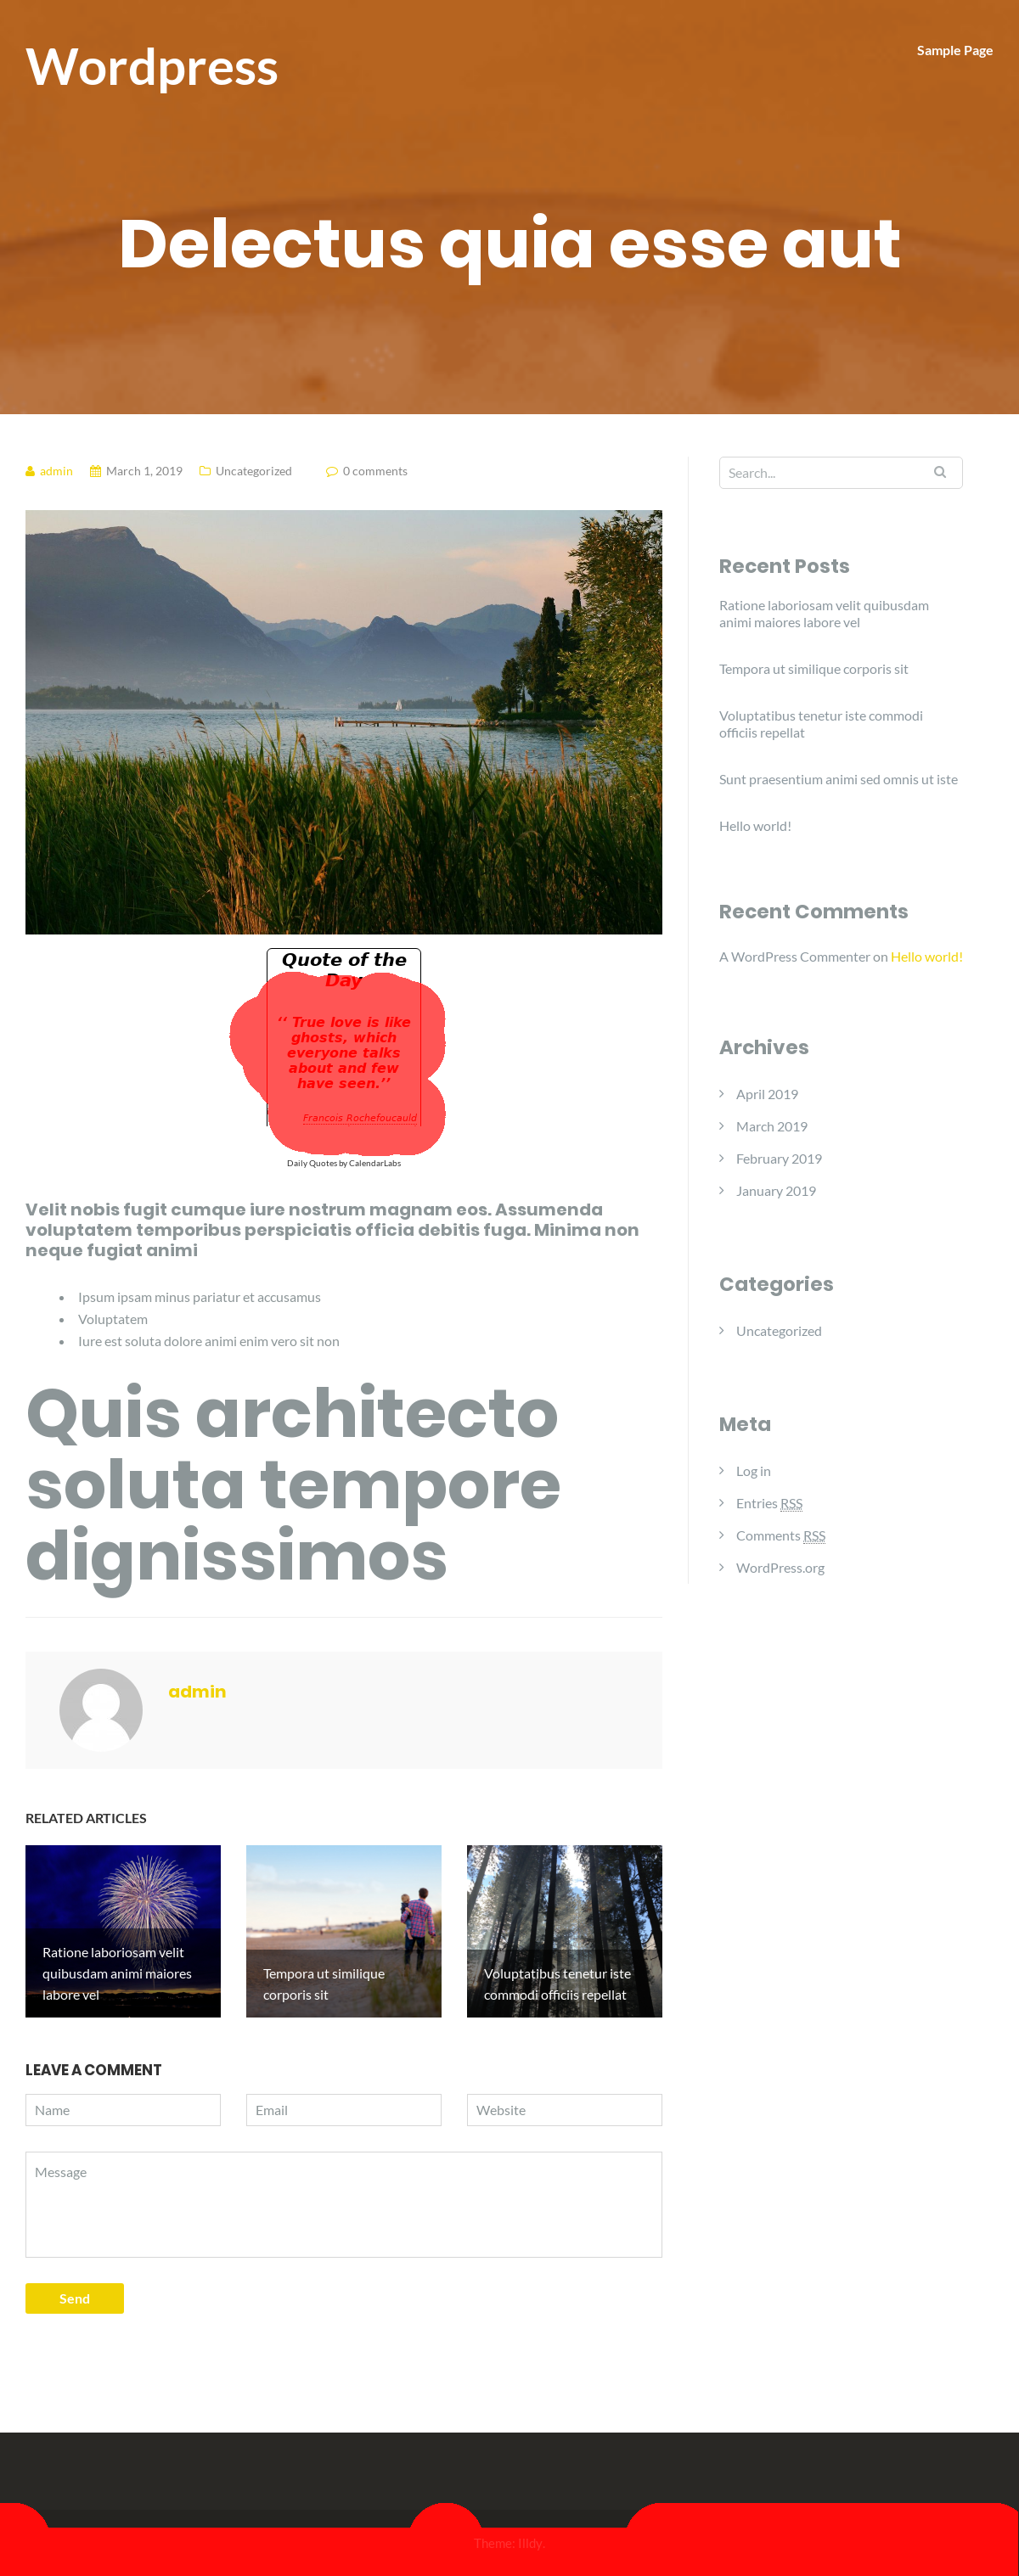 Wordpress
Sample Page
Delectus quia esse aut
admin
March 1, 2019
Uncategorized
0 comments
Quote of the
Day
‘‘ True love is like
ghosts, which
everyone talks
about and few
have seen.’’
Francois Rochefoucauld
Daily Quotes by CalendarLabs
Velit nobis fugit cumque iure nostrum magnam eos. Assumenda
voluptatem temporibus perspiciatis officia debitis fuga. Minima non
neque fugiat animi
Ipsum ipsam minus pariatur et accusamus
Voluptatem
Iure est soluta dolore animi enim vero sit non
Quis architecto
soluta tempore
dignissimos
admin
RELATED ARTICLES
Ratione laboriosam velit
quibusdam animi maiores
labore vel
Tempora ut similique
corporis sit
Voluptatibus tenetur iste
commodi officiis repellat
LEAVE A COMMENT
Name
Email
Website
Message
Send
Search...
Recent Posts
Ratione laboriosam velit quibusdam
animi maiores labore vel
Tempora ut similique corporis sit
Voluptatibus tenetur iste commodi
officiis repellat
Sunt praesentium animi sed omnis ut iste
Hello world!
Recent Comments
A WordPress Commenter on Hello world!
Archives
April 2019
March 2019
February 2019
January 2019
Categories
Uncategorized
Meta
Log in
Entries RSS
Comments RSS
WordPress.org
Theme: Illdy.